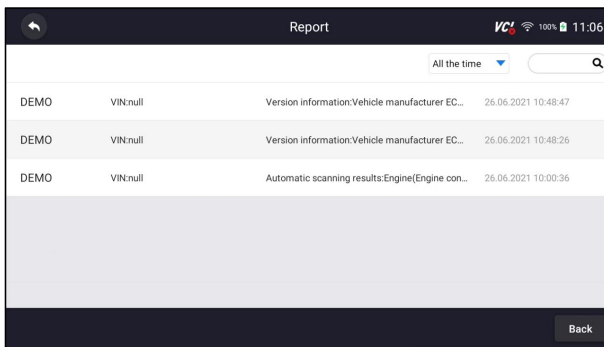 Report
VCI 100% 11:06
All the time
DEMO VIN:null Version information:Vehicle manufacturer EC... 26.06.2021 10:48:47
DEMO VIN:null Version information:Vehicle manufacturer EC... 26.06.2021 10:48:26
DEMO VIN:null Automatic scanning results:Engine(Engine con... 26.06.2021 10:00:36
Back